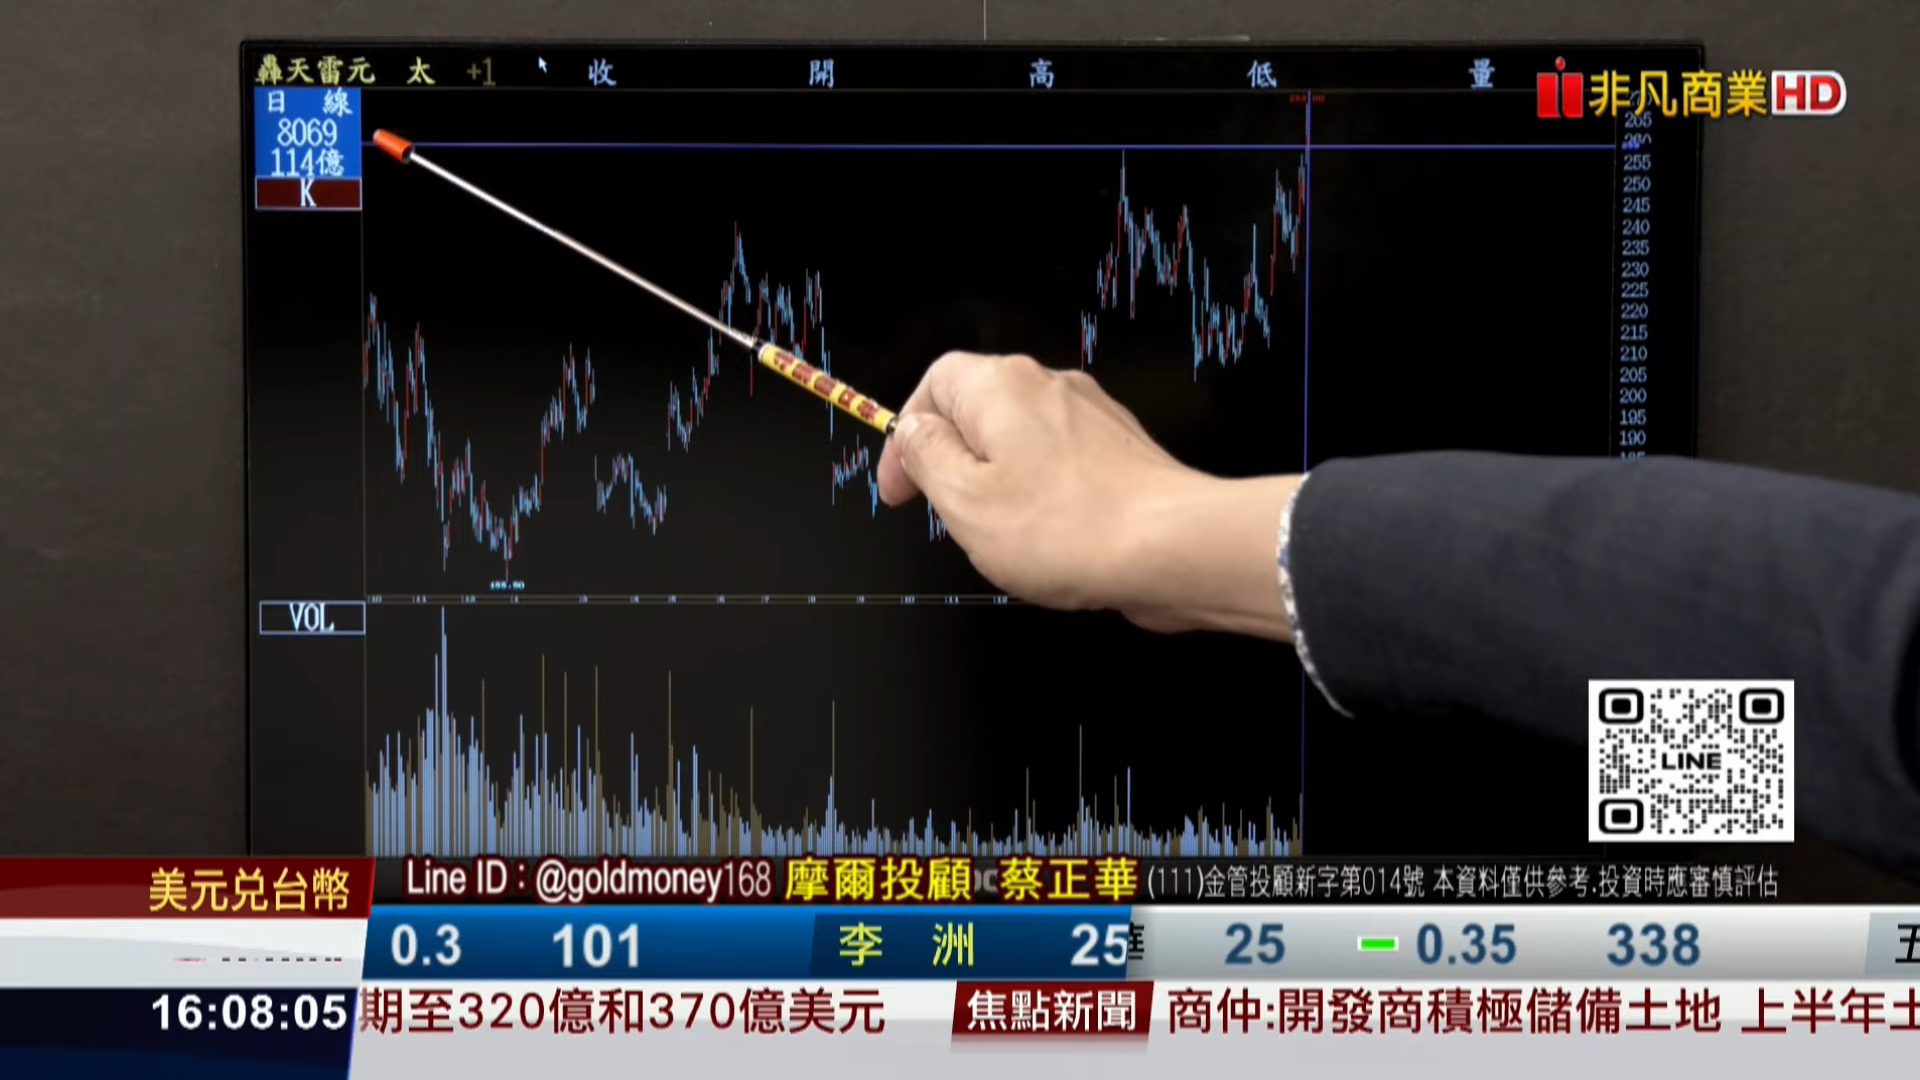 轟天雷元 太 +1 收 開 高 低 量
非凡商業HD
日 線
8069
114億
K
265
260
255
250
245
240
235
230
225
220
215
210
205
200
195
190
155.50
VOL
LINE
美元兑台幣
Line ID : @goldmoney168 摩爾投顧 蔡正華 (111)金管投顧新字第014號 本資料僅供參考.投資時應審慎評估
0.3 101 李 洲 25 25 0.35 338
16:08:05
期至320億和370億美元 焦點新聞 商仲:開發商積極儲備土地 上半年土